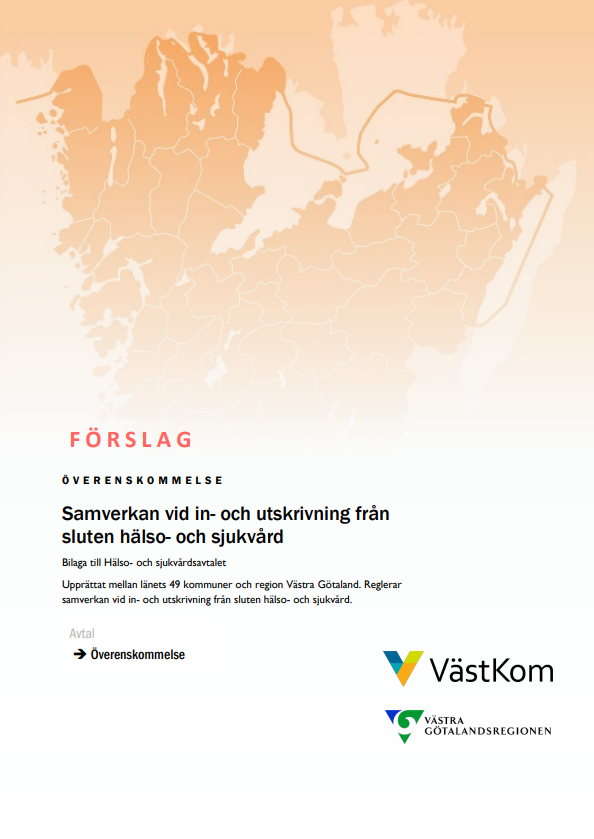 FÖRSLAG
ÖVERENSKOMMELSE
Samverkan vid in- och utskrivning från
sluten hälso- och sjukvård
Bilaga till Hälso- och sjukvårdsavtalet
Upprättat mellan länets 49 kommuner och region Västra Götaland. Reglerar
samverkan vid in- och utskrivning från sluten hälso- och sjukvård.
Avtal
➔ Överenskommelse
VästKom
VÄSTRA
GÖTALANDSREGIONEN